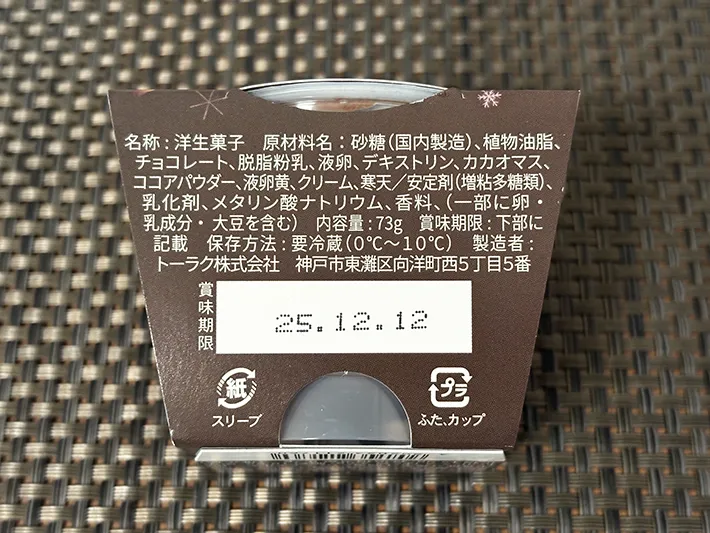 名称：洋生菓子　原材料名：砂糖（国内製造）、植物油脂、
チョコレート、脱脂粉乳、液卵、デキストリン、カカオマス、
ココアパウダー、液卵黄、クリーム、寒天／安定剤（増粘多糖類）、
乳化剤、メタリン酸ナトリウム、香料、（一部に卵・
乳成分・大豆を含む）　内容量：73g　賞味期限：下部に
記載　保存方法：要冷蔵（0℃〜10℃）　製造者：
トーラク株式会社　神戸市東灘区向洋町西5丁目5番
賞味期限
25.12.12
紙
スリーブ
プラ
ふた、カップ